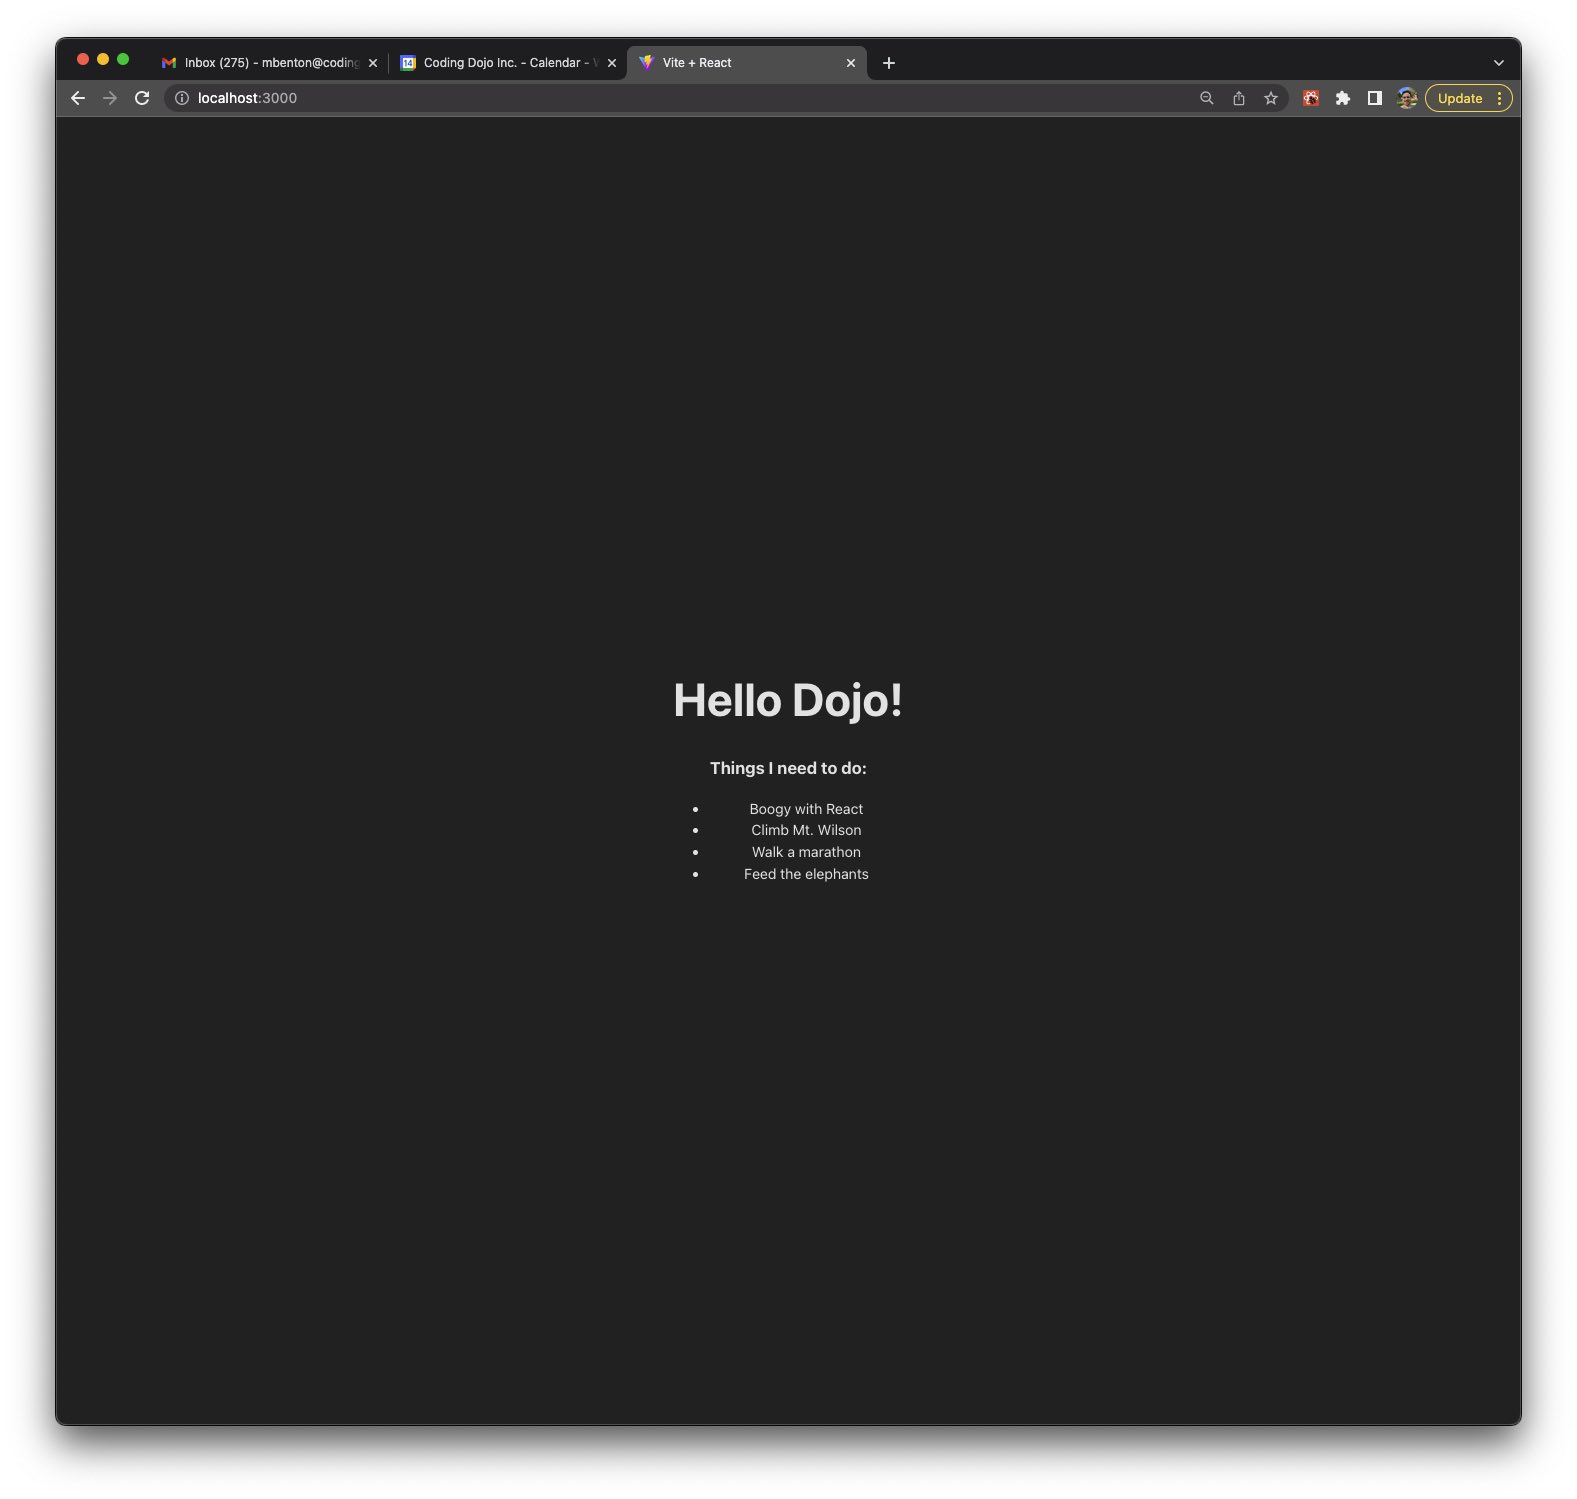 Inbox (275) - mbenton@coding
Coding Dojo Inc. - Calendar - W
Vite + React
localhost:3000
Update
14
Hello Dojo!
Things I need to do:
• Boogy with React
• Climb Mt. Wilson
• Walk a marathon
• Feed the elephants